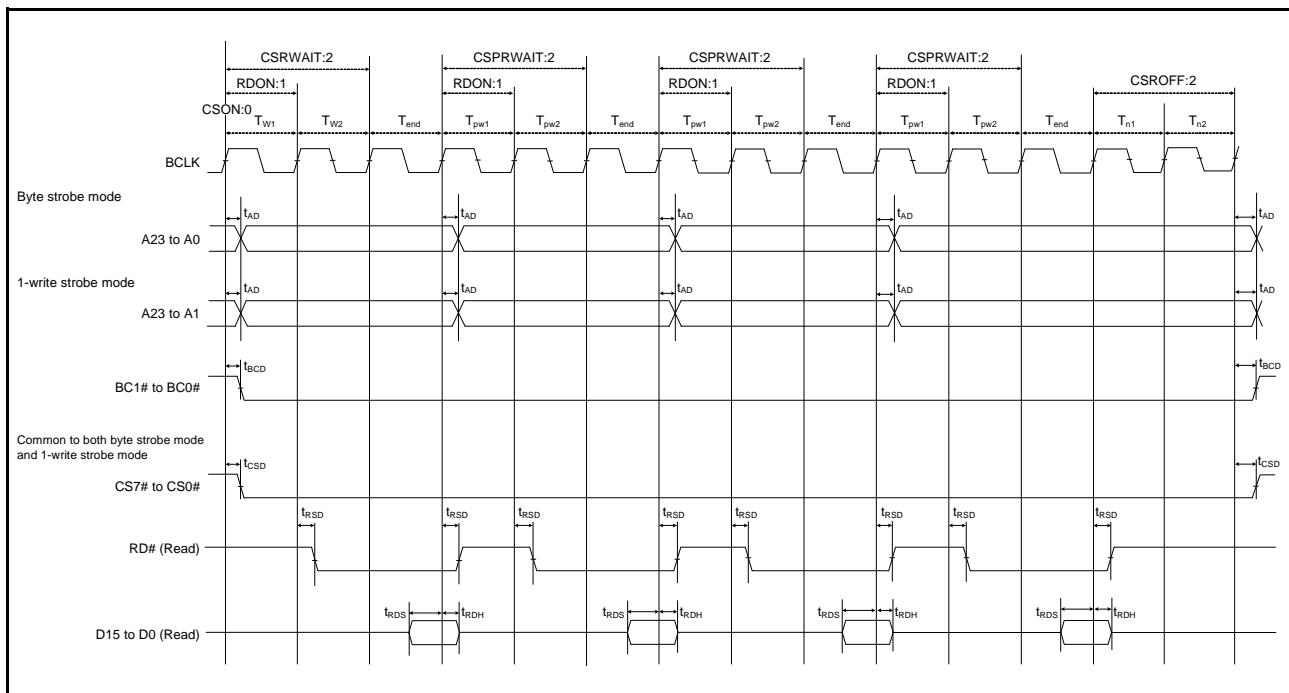 CSRWAIT:2 CSPRWAIT:2 CSPRWAIT:2 CSPRWAIT:2
RDON:1 RDON:1 RDON:1 RDON:1 CSROFF:2
CSON:0
TW1 TW2 Tend Tpw1 Tpw2 Tend Tpw1 Tpw2 Tend Tpw1 Tpw2 Tend Tn1 Tn2
BCLK
Byte strobe mode
tAD tAD tAD tAD tAD
A23 to A0
1-write strobe mode
tAD tAD tAD tAD tAD
A23 to A1
tBCD tBCD
BC1# to BC0#
Common to both byte strobe mode
and 1-write strobe mode
tCSD tCSD
CS7# to CS0#
tRSD tRSD tRSD tRSD tRSD tRSD tRSD tRSD
RD# (Read)
tRDS tRDH tRDS tRDH tRDS tRDH tRDS tRDH
D15 to D0 (Read)